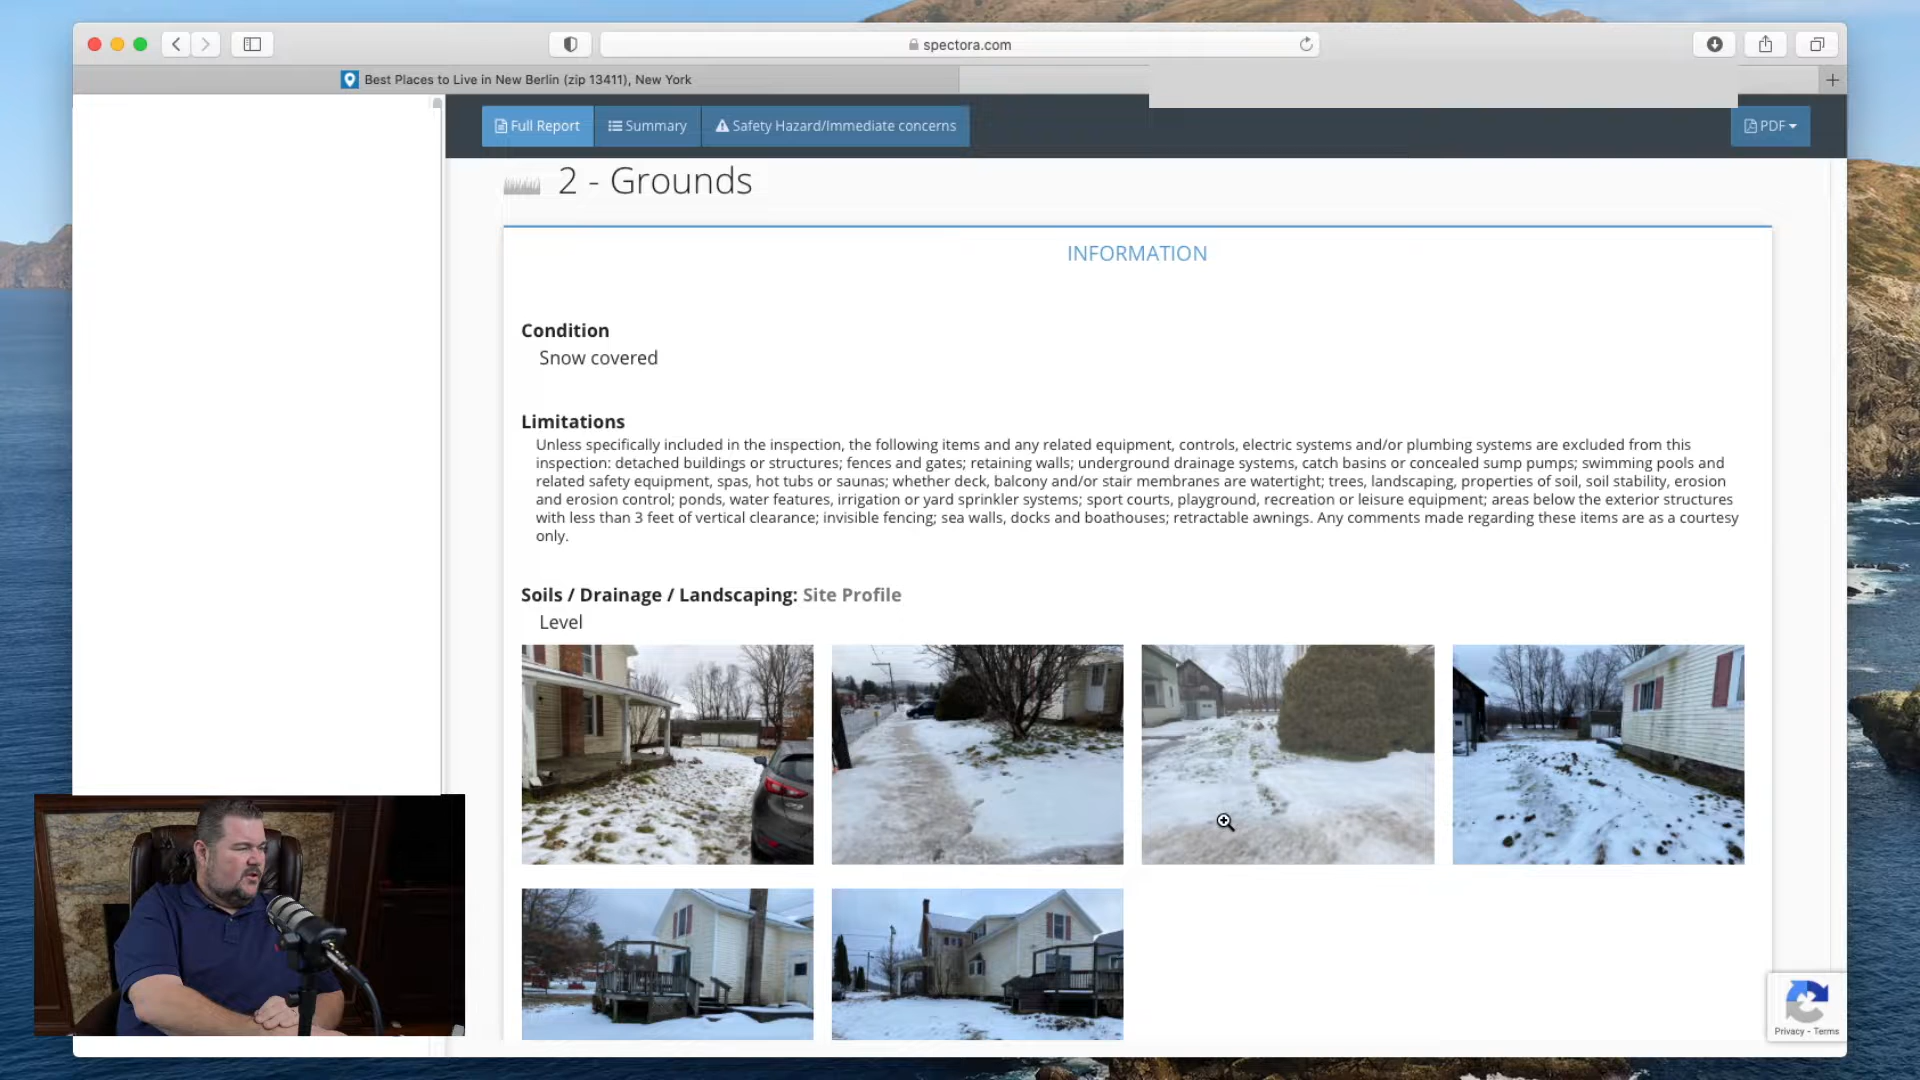 spectora.com
Best Places to Live in New Berlin (zip 13411), New York
Full Report
Summary
Safety Hazard/Immediate concerns
PDF
2 - Grounds
INFORMATION
Condition
Snow covered
Limitations
Unless specifically included in the inspection, the following items and any related equipment, controls, electric systems and/or plumbing systems are excluded from this
inspection: detached buildings or structures; fences and gates; retaining walls; underground drainage systems, catch basins or concealed sump pumps; swimming pools and
related safety equipment, spas, hot tubs or saunas; whether deck, balcony and/or stair membranes are watertight; trees, landscaping, properties of soil, soil stability, erosion
and erosion control; ponds, water features, irrigation or yard sprinkler systems; sport courts, playground, recreation or leisure equipment; areas below the exterior structures
with less than 3 feet of vertical clearance; invisible fencing; sea walls, docks and boathouses; retractable awnings. Any comments made regarding these items are as a courtesy
only.
Soils / Drainage / Landscaping: Site Profile
Level
Privacy - Terms